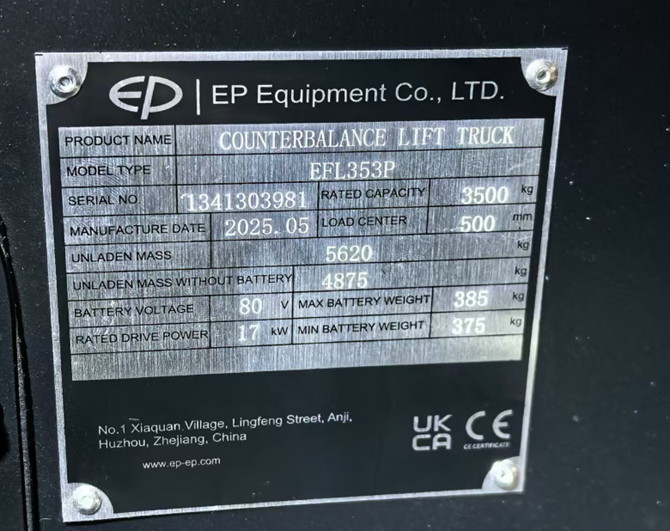 EP | EP Equipment Co., LTD.
PRODUCT NAME COUNTERBALANCE LIFT TRUCK
MODEL TYPE EFL353P
SERIAL NO 1341303981 RATED CAPACITY 3500 kg
MANUFACTURE DATE 2025.05 LOAD CENTER 500 mm
UNLADEN MASS 5620 kg
UNLADEN MASS WITHOUT BATTERY 4875 kg
BATTERY VOLTAGE 80 V MAX BATTERY WEIGHT 385 kg
RATED DRIVE POWER 17 kW MIN BATTERY WEIGHT 375 kg
No.1 Xiaquan Village, Lingfeng Street, Anji,
Huzhou, Zhejiang, China
www.ep-ep.com
UK
CA
CE
CE CERTIFICATE